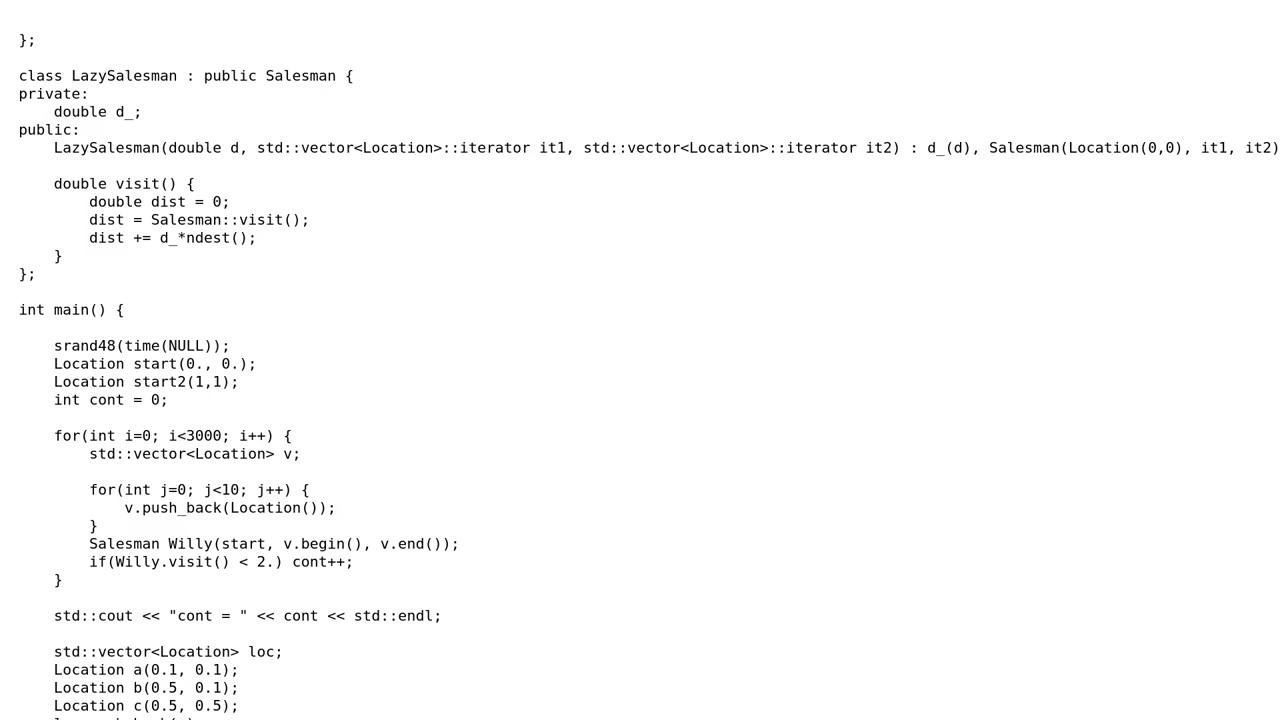 };
class LazySalesman : public Salesman {
private:
    double d_;
public:
    LazySalesman(double d, std::vector<Location>::iterator it1, std::vector<Location>::iterator it2) : d_(d), Salesman(Location(0,0), it1, it2)
    double visit() {
        double dist = 0;
        dist = Salesman::visit();
        dist += d_*ndest();
    }
};
int main() {
    srand48(time(NULL));
    Location start(0., 0.);
    Location start2(1,1);
    int cont = 0;
    for(int i=0; i<3000; i++) {
        std::vector<Location> v;
        for(int j=0; j<10; j++) {
            v.push_back(Location());
        }
        Salesman Willy(start, v.begin(), v.end());
        if(Willy.visit() < 2.) cont++;
    }
    std::cout << "cont = " << cont << std::endl;
    std::vector<Location> loc;
    Location a(0.1, 0.1);
    Location b(0.5, 0.1);
    Location c(0.5, 0.5);